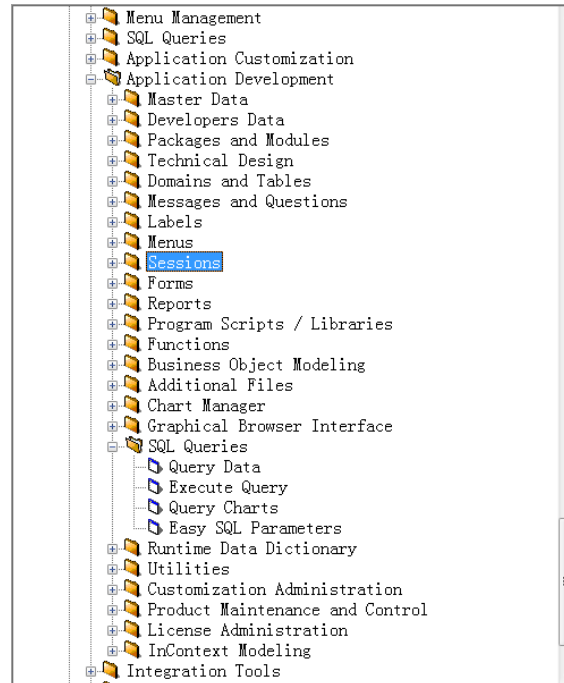 Menu Management
SQL Queries
Application Customization
Application Development
Master Data
Developers Data
Packages and Modules
Technical Design
Domains and Tables
Messages and Questions
Labels
Menus
Sessions
Forms
Reports
Program Scripts / Libraries
Functions
Business Object Modeling
Additional Files
Chart Manager
Graphical Browser Interface
SQL Queries
Query Data
Execute Query
Query Charts
Easy SQL Parameters
Runtime Data Dictionary
Utilities
Customization Administration
Product Maintenance and Control
License Administration
InContext Modeling
Integration Tools